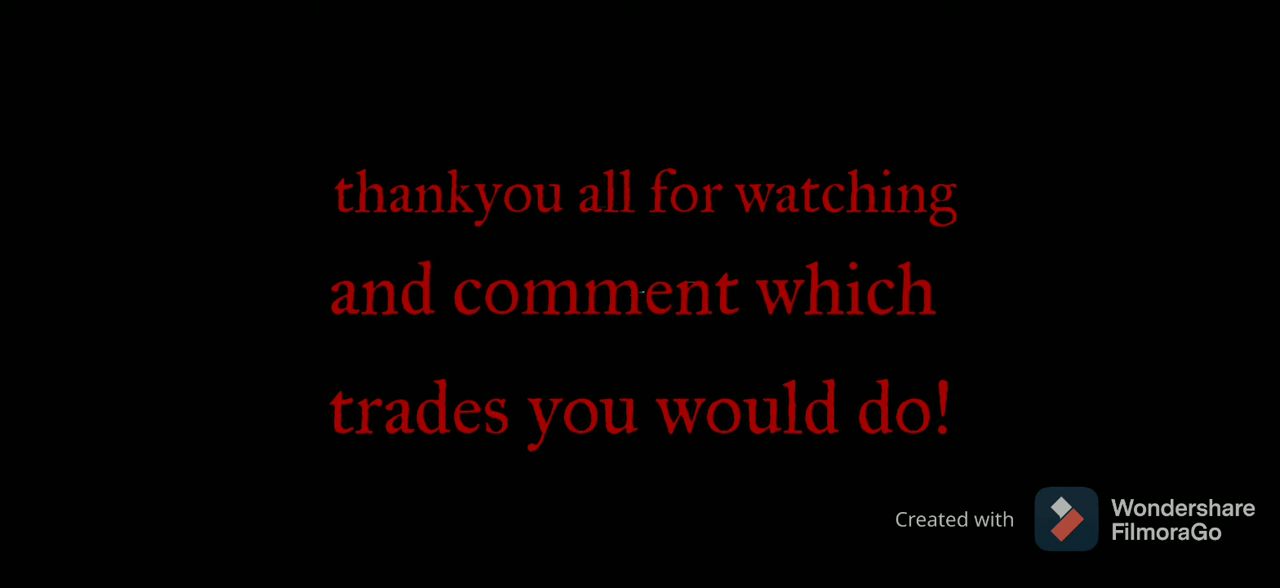 thankyou all for watching
and comment which
trades you would do!
Created with
Wondershare
FilmoraGo